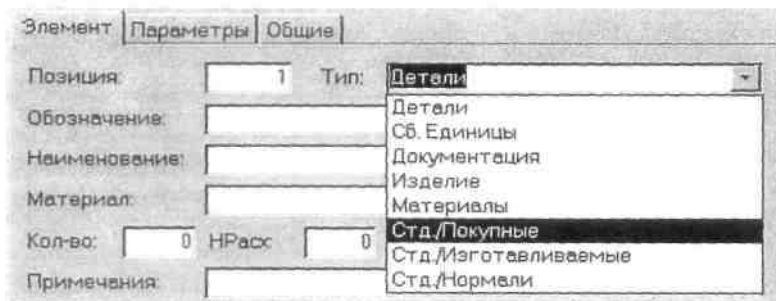 Элемент Параметры Общие
Позиция: 1 Тип: Детали
Детали
Обозначение:
Сб. Единицы
Документация
Наименование:
Изделие
Материал:
Материалы
Стд./Покупные
Кол-во: 0 НРасх: 0
Стд./Изготавливаемые
Примечания:
Стд./Нормали